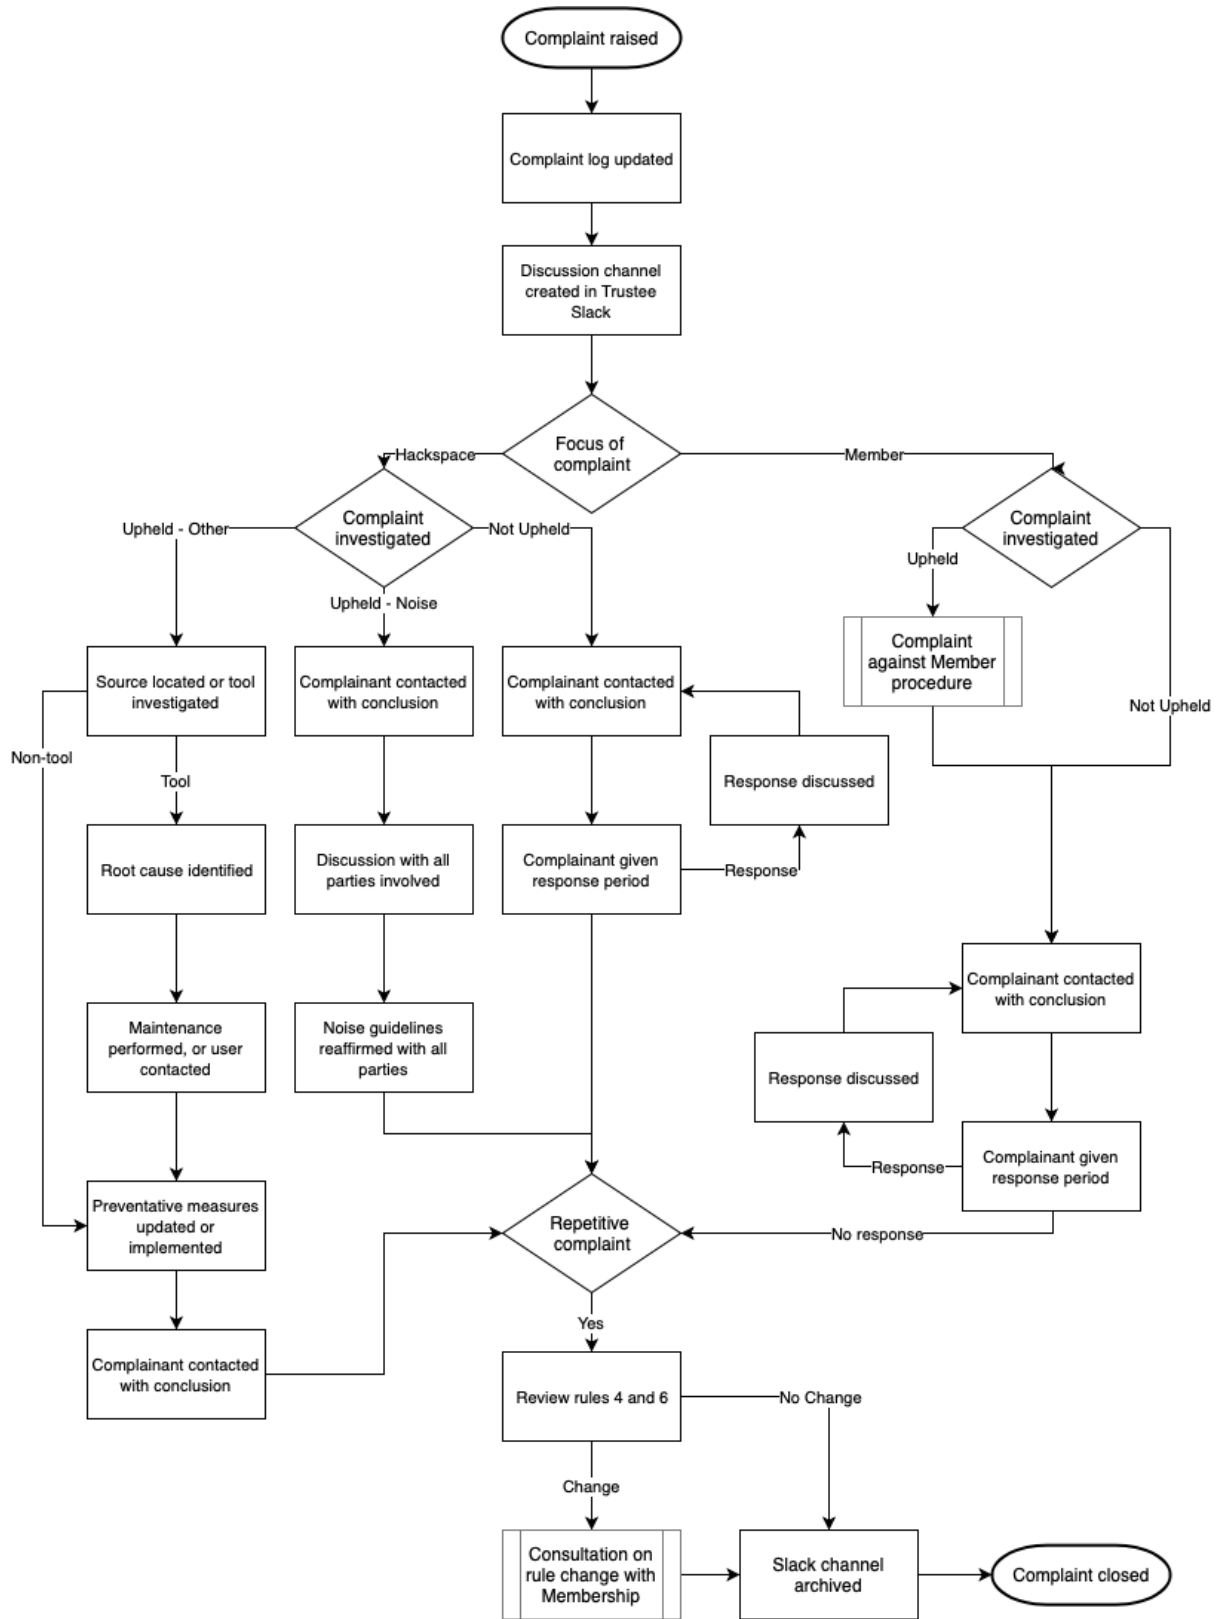 Complaint raised
Complaint log updated
Discussion channel
created in Trustee
Slack
Focus of
complaint
Hackspace
Member
Complaint
investigated
Complaint
investigated
Upheld - Other
Not Upheld
Upheld
Upheld - Noise
Source located or tool
investigated
Complainant contacted
with conclusion
Complainant contacted
with conclusion
Complaint
against Member
procedure
Not Upheld
Non-tool
Tool
Response discussed
Root cause identified
Discussion with all
parties involved
Complainant given
response period
Response
Complainant contacted
with conclusion
Maintenance
performed, or user
contacted
Noise guidelines
reaffirmed with all
parties
Response discussed
Complainant given
response period
Response
Preventative measures
updated or
implemented
Repetitive
complaint
No response
Yes
Complainant contacted
with conclusion
Review rules 4 and 6
No Change
Change
Consultation on
rule change with
Membership
Slack channel
archived
Complaint closed